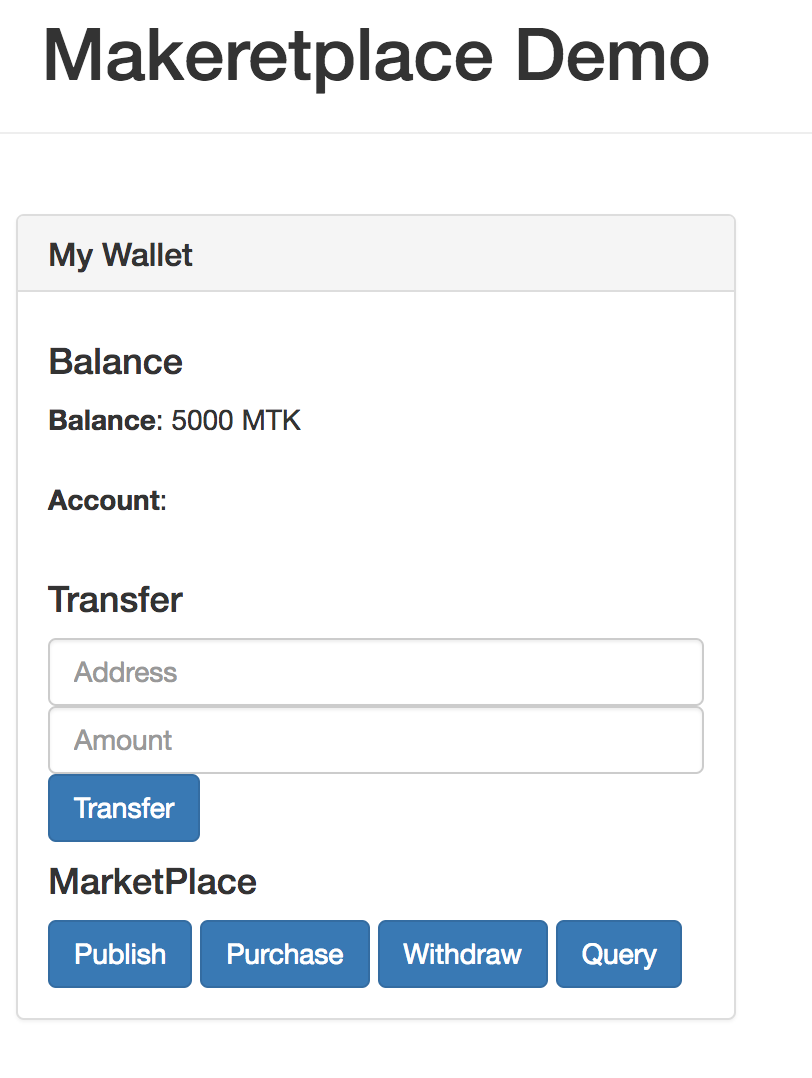 Makeretplace Demo
My Wallet
Balance
Balance: 5000 MTK
Account:
Transfer
Address
Amount
Transfer
MarketPlace
Publish Purchase Withdraw Query